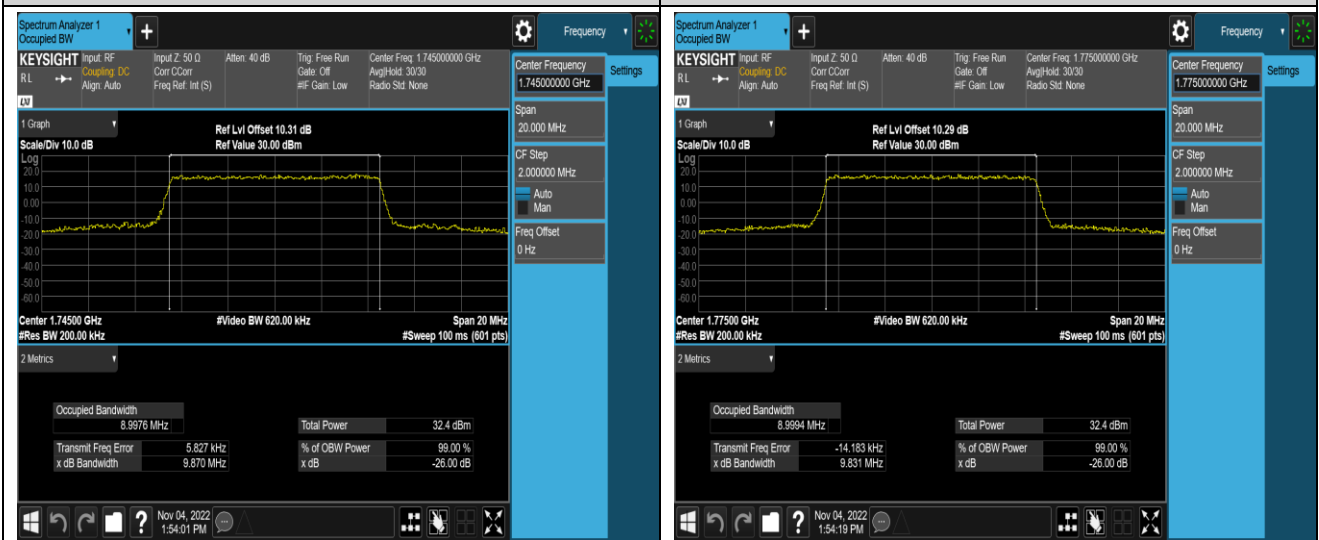 Spectrum Analyzer 1
Occupied BW
+
Frequency
KEYSIGHT
Input: RF
Input Z: 50 Ω
Atten: 40 dB
Trig: Free Run
Center Freq: 1.745000000 GHz
RL
Coupling: DC
Corr CCorr
Gate: Off
Avg|Hold: 30/30
Align: Auto
Freq Ref: Int (S)
#IF Gain: Low
Radio Std: None
LXI
Center Frequency
1.745000000 GHz
Settings
Span
20.000 MHz
CF Step
2.000000 MHz
Auto
Man
Freq Offset
0 Hz
1 Graph
Ref Lvl Offset 10.31 dB
Scale/Div 10.0 dB
Ref Value 30.00 dBm
Log
20.0
10.0
0.00
-10.0
-20.0
-30.0
-40.0
-50.0
-60.0
Center 1.74500 GHz
#Video BW 620.00 kHz
Span 20 MHz
#Res BW 200.00 kHz
#Sweep 100 ms (601 pts)
2 Metrics
Occupied Bandwidth
8.9976 MHz
Total Power 32.4 dBm
Transmit Freq Error 5.827 kHz
% of OBW Power 99.00 %
x dB Bandwidth 9.870 MHz
x dB -26.00 dB
?
Nov 04, 2022
1:54:01 PM
Spectrum Analyzer 1
Occupied BW
+
Frequency
KEYSIGHT
Input: RF
Input Z: 50 Ω
Atten: 40 dB
Trig: Free Run
Center Freq: 1.775000000 GHz
RL
Coupling: DC
Corr CCorr
Gate: Off
Avg|Hold: 30/30
Align: Auto
Freq Ref: Int (S)
#IF Gain: Low
Radio Std: None
LXI
Center Frequency
1.775000000 GHz
Settings
Span
20.000 MHz
CF Step
2.000000 MHz
Auto
Man
Freq Offset
0 Hz
1 Graph
Ref Lvl Offset 10.29 dB
Scale/Div 10.0 dB
Ref Value 30.00 dBm
Log
20.0
10.0
0.00
-10.0
-20.0
-30.0
-40.0
-50.0
-60.0
Center 1.77500 GHz
#Video BW 620.00 kHz
Span 20 MHz
#Res BW 200.00 kHz
#Sweep 100 ms (601 pts)
2 Metrics
Occupied Bandwidth
8.9994 MHz
Total Power 32.4 dBm
Transmit Freq Error -14.183 kHz
% of OBW Power 99.00 %
x dB Bandwidth 9.831 MHz
x dB -26.00 dB
?
Nov 04, 2022
1:54:19 PM